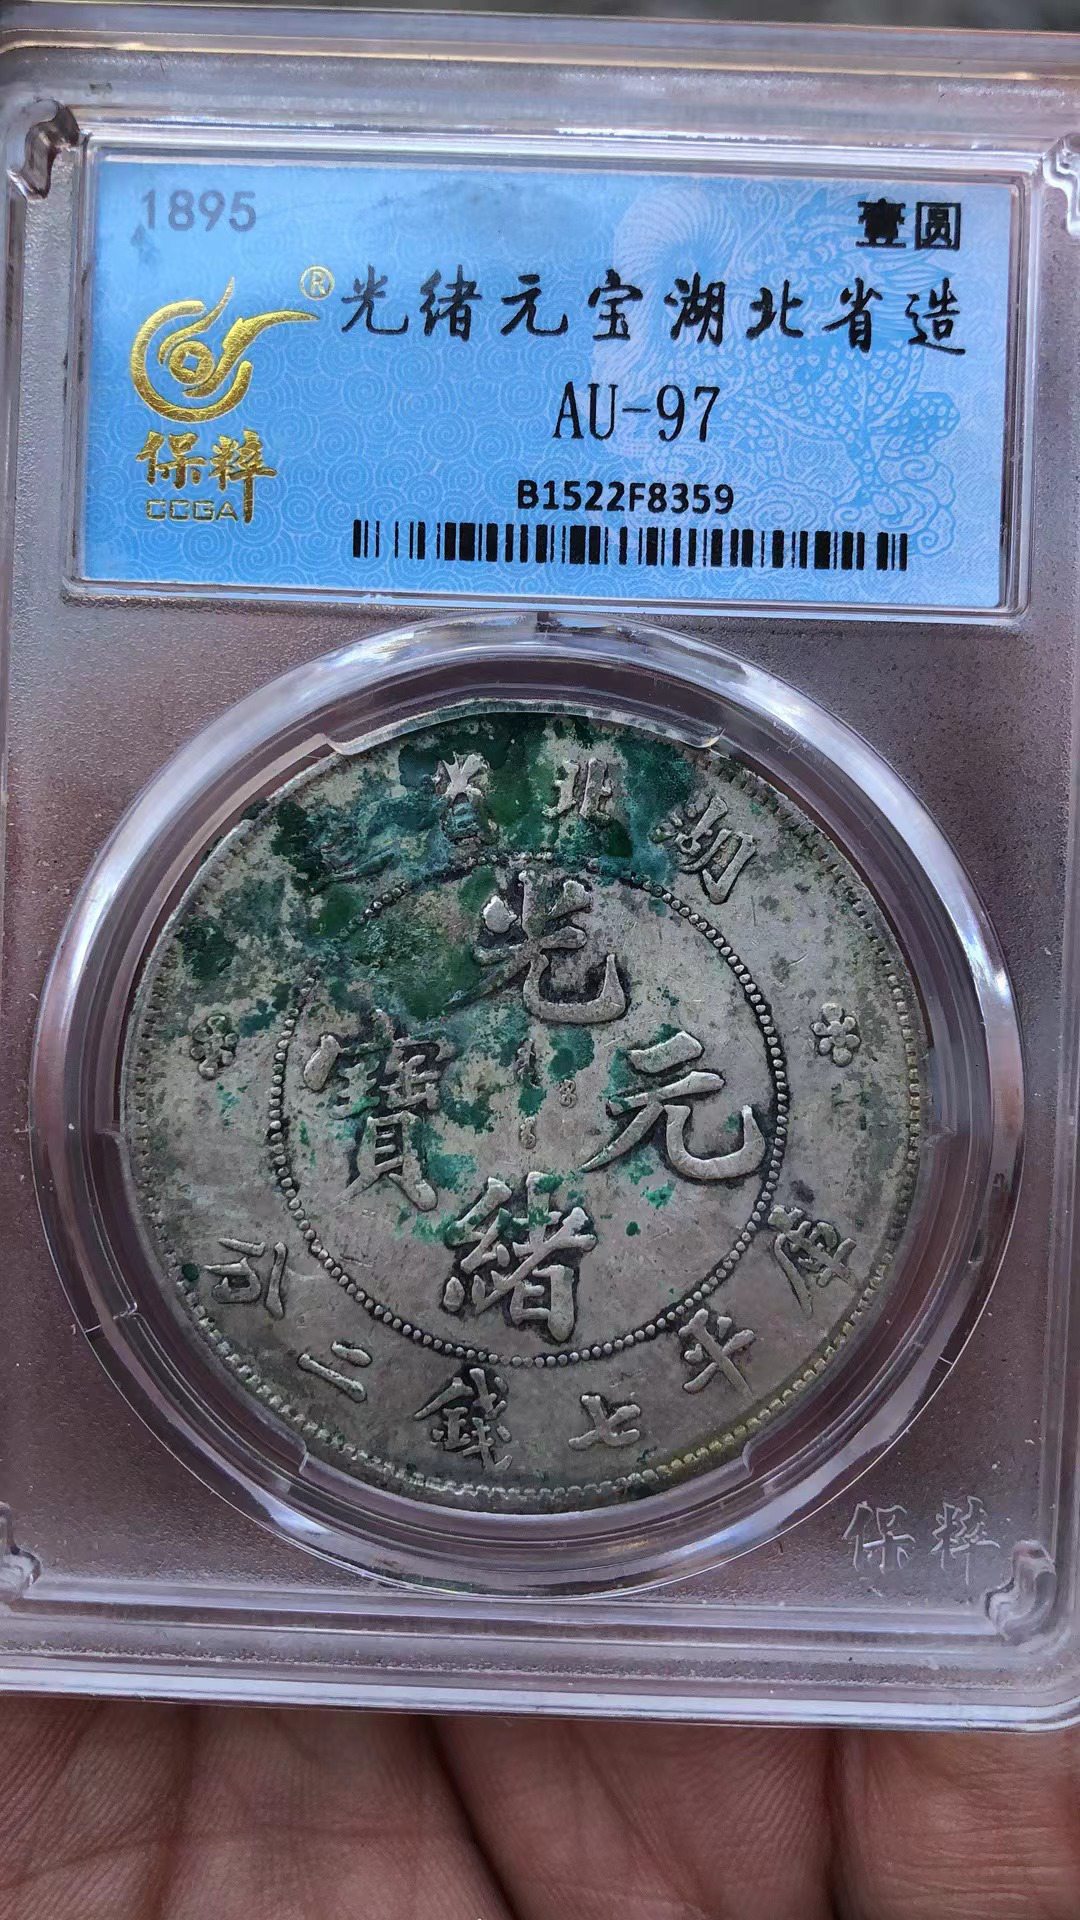 1895
壹圆
®
光绪元宝湖北省造
AU-97
保粹
CCGA
B1522F8359
湖北省造
光緒元寶
庫平七錢二分
保粹